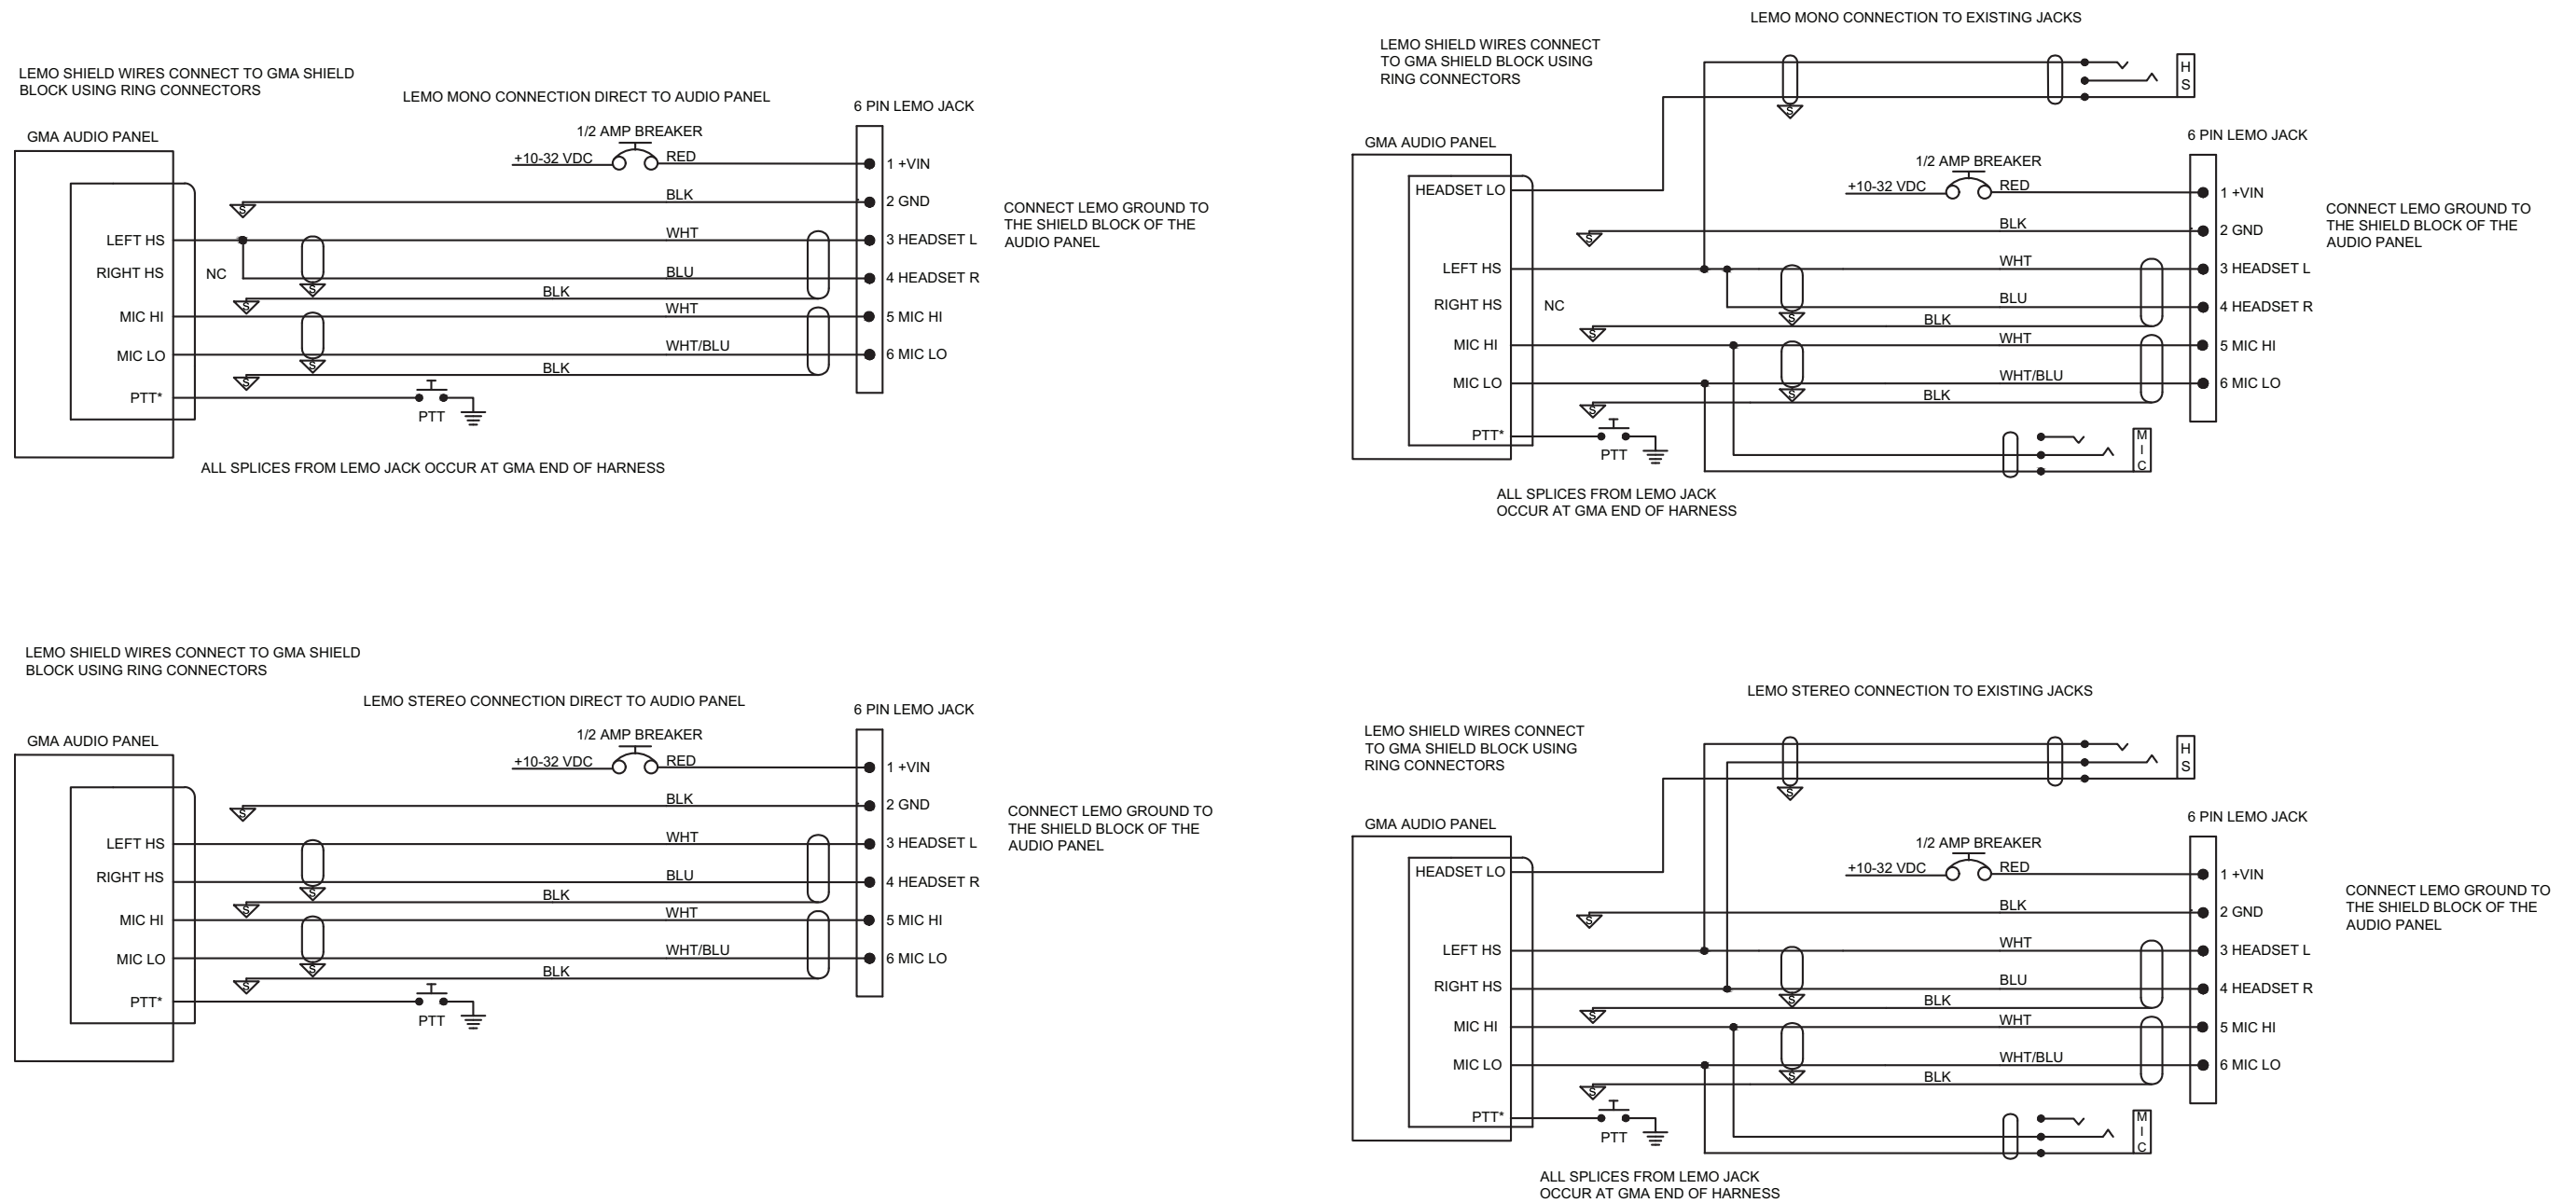 LEMO SHIELD WIRES CONNECT TO GMA SHIELD
BLOCK USING RING CONNECTORS
LEMO MONO CONNECTION DIRECT TO AUDIO PANEL
6 PIN LEMO JACK
GMA AUDIO PANEL
1/2 AMP BREAKER
+10-32 VDC
RED
1 +VIN
BLK
2 GND
S
CONNECT LEMO GROUND TO
THE SHIELD BLOCK OF THE
AUDIO PANEL
LEFT HS
WHT
3 HEADSET L
RIGHT HS
NC
BLU
4 HEADSET R
S
BLK
S
MIC HI
WHT
5 MIC HI
MIC LO
WHT/BLU
6 MIC LO
S
BLK
S
PTT*
PTT
ALL SPLICES FROM LEMO JACK OCCUR AT GMA END OF HARNESS
LEMO MONO CONNECTION TO EXISTING JACKS
LEMO SHIELD WIRES CONNECT
TO GMA SHIELD BLOCK USING
RING CONNECTORS
H
S
S
GMA AUDIO PANEL
6 PIN LEMO JACK
1/2 AMP BREAKER
HEADSET LO
+10-32 VDC
RED
1 +VIN
BLK
2 GND
S
CONNECT LEMO GROUND TO
THE SHIELD BLOCK OF THE
AUDIO PANEL
LEFT HS
WHT
3 HEADSET L
RIGHT HS
NC
BLU
4 HEADSET R
S
BLK
S
MIC HI
WHT
5 MIC HI
MIC LO
WHT/BLU
6 MIC LO
S
BLK
S
PTT*
PTT
M
I
C
ALL SPLICES FROM LEMO JACK
OCCUR AT GMA END OF HARNESS
LEMO SHIELD WIRES CONNECT TO GMA SHIELD
BLOCK USING RING CONNECTORS
LEMO STEREO CONNECTION DIRECT TO AUDIO PANEL
6 PIN LEMO JACK
GMA AUDIO PANEL
1/2 AMP BREAKER
+10-32 VDC
RED
1 +VIN
BLK
2 GND
S
CONNECT LEMO GROUND TO
THE SHIELD BLOCK OF THE
AUDIO PANEL
LEFT HS
WHT
3 HEADSET L
RIGHT HS
BLU
4 HEADSET R
S
BLK
S
MIC HI
WHT
5 MIC HI
MIC LO
WHT/BLU
6 MIC LO
S
BLK
S
PTT*
PTT
LEMO STEREO CONNECTION TO EXISTING JACKS
LEMO SHIELD WIRES CONNECT
TO GMA SHIELD BLOCK USING
RING CONNECTORS
H
S
S
GMA AUDIO PANEL
6 PIN LEMO JACK
1/2 AMP BREAKER
HEADSET LO
+10-32 VDC
RED
1 +VIN
BLK
2 GND
S
CONNECT LEMO GROUND TO
THE SHIELD BLOCK OF THE
AUDIO PANEL
LEFT HS
WHT
3 HEADSET L
RIGHT HS
BLU
4 HEADSET R
S
BLK
S
MIC HI
WHT
5 MIC HI
MIC LO
WHT/BLU
6 MIC LO
S
BLK
S
PTT*
PTT
M
I
C
ALL SPLICES FROM LEMO JACK
OCCUR AT GMA END OF HARNESS